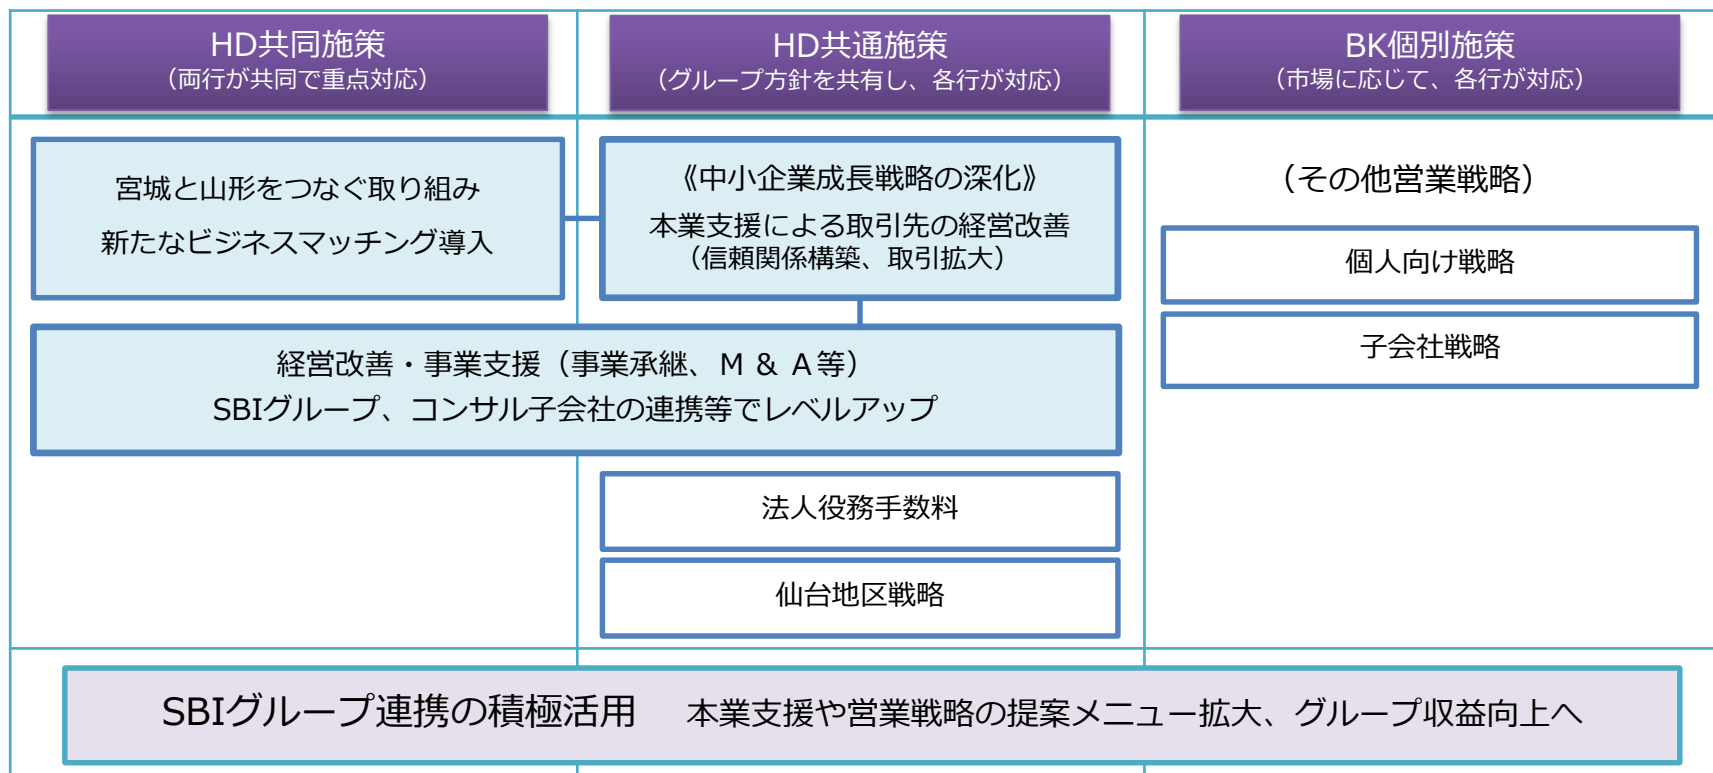 HD共同施策
（両行が共同で重点対応）
HD共通施策
（グループ方針を共有し、各行が対応）
BK個別施策
（市場に応じて、各行が対応）
宮城と山形をつなぐ取り組み
新たなビジネスマッチング導入
《中小企業成長戦略の深化》
本業支援による取引先の経営改善
（信頼関係構築、取引拡大）
（その他営業戦略）
個人向け戦略
子会社戦略
経営改善・事業支援（事業承継、Ｍ＆Ａ等）
SBIグループ、コンサル子会社の連携等でレベルアップ
法人役務手数料
仙台地区戦略
SBIグループ連携の積極活用　本業支援や営業戦略の提案メニュー拡大、グループ収益向上へ